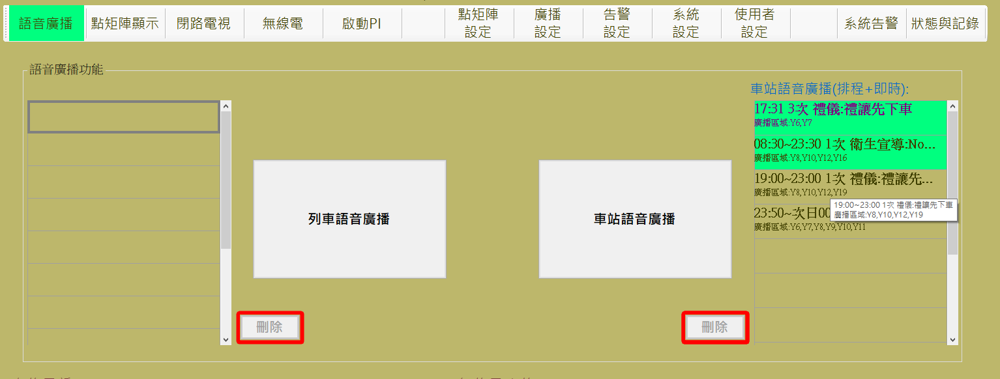 語音廣播 點矩陣顯示 閉路電視 無線電 啟動PI 點矩陣設定 廣播設定 告警設定 系統設定 使用者設定 系統告警 狀態與記錄
語音廣播功能
車站語音廣播(排程+即時):
17:31 3次 禮儀:禮讓先下車
廣播區域:Y6,Y7
08:30~23:30 1次 衛生宣導:No...
廣播區域:Y8,Y10,Y12,Y16
19:00~23:00 1次 禮儀:禮讓先...
廣播區域:Y8,Y10,Y12,Y19
19:00~23:00 1次 禮儀:禮讓先下車
廣播區域:Y8,Y10,Y12,Y19
23:50~次日00
廣播區域:Y6,Y7,Y8,Y9,Y10,Y11
列車語音廣播
車站語音廣播
刪除
刪除